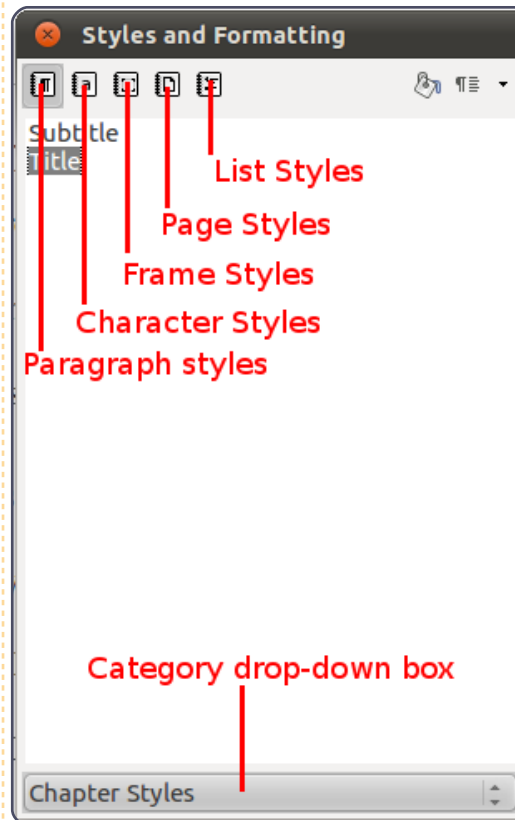 Styles and Formatting
Subtitle
Title
List Styles
Page Styles
Frame Styles
Character Styles
Paragraph styles
Category drop-down box
Chapter Styles